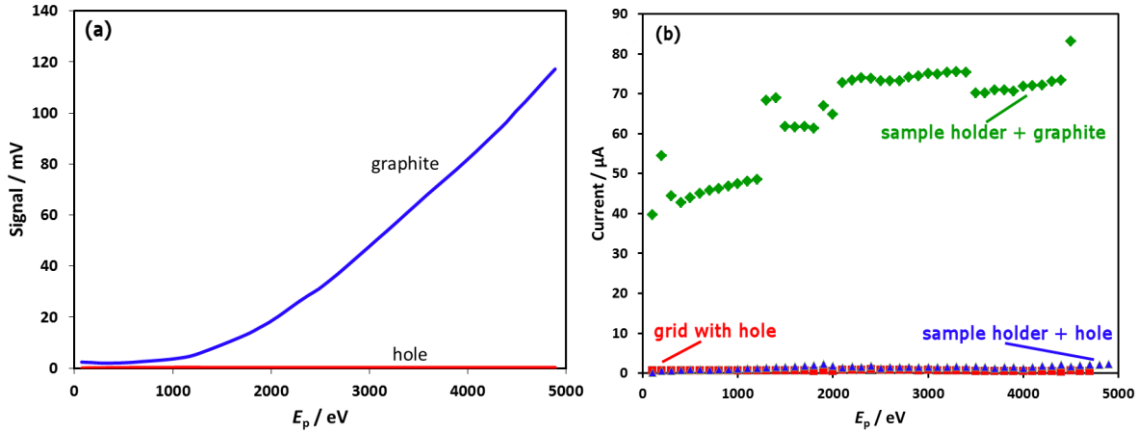 (a)
Signal / mV
140
120
100
80
60
40
20
0
graphite
hole
0 1000 2000 3000 4000 5000
Ep / eV
(b)
Current / µA
90
80
70
60
50
40
30
20
10
0
sample holder + graphite
grid with hole
sample holder + hole
0 1000 2000 3000 4000 5000
Ep / eV